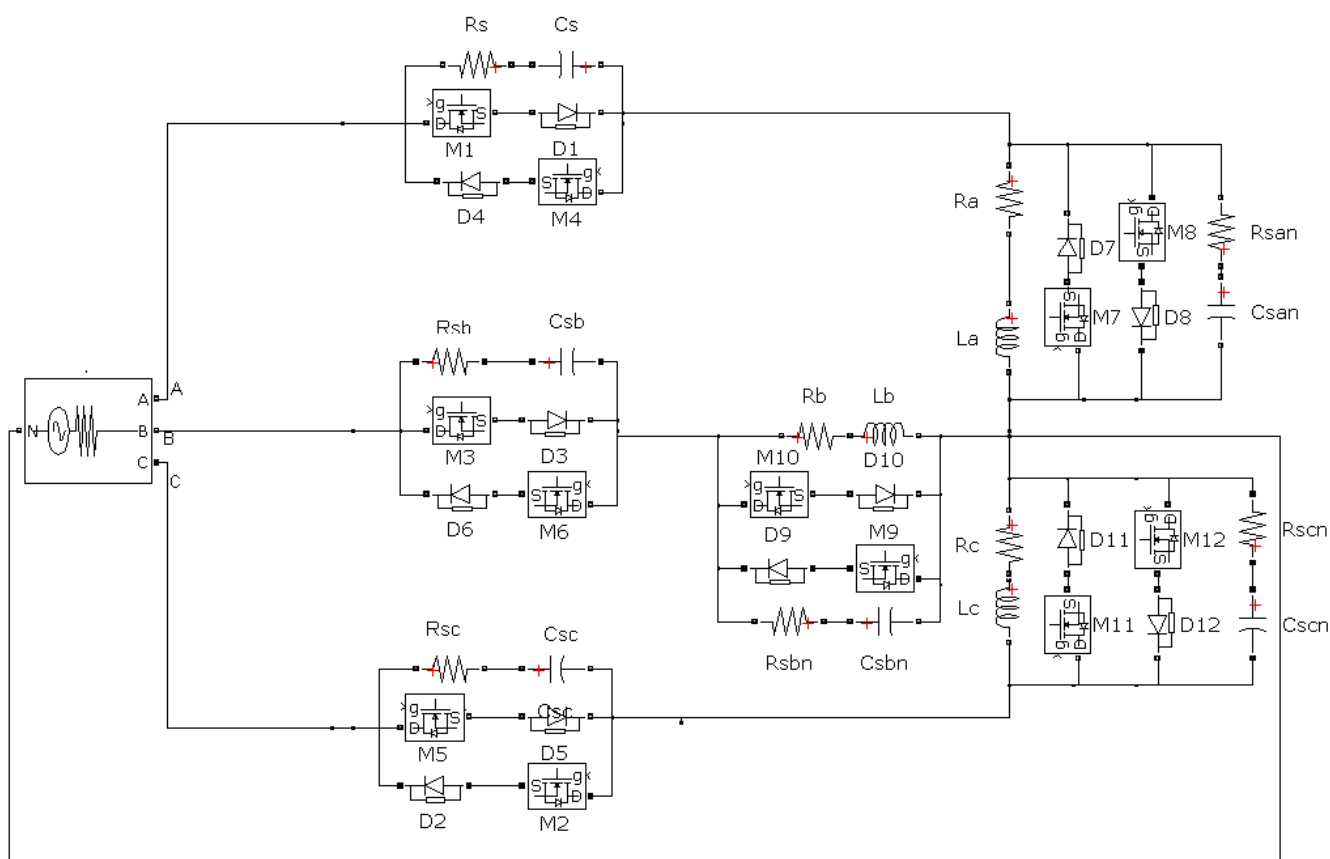 Rs Cs
g S D
M1 D1
S g D
D4 M4
Ra
D7
g D S
M8
Rsan
S g
M7
D8
Csan
La
Rsh Csb
g S D
M3 D3
S g D
D6 M6
N A B C
A
B
C
Rb Lb
M10 D10
g S D
D9 M9
S g D
Rsbn Csbn
Rc
D11
g D S
M12
Rscn
Lc
S g
M11
D12
Cscn
Rsc Csc
g S D
Csc
M5 D5
S g D
D2 M2